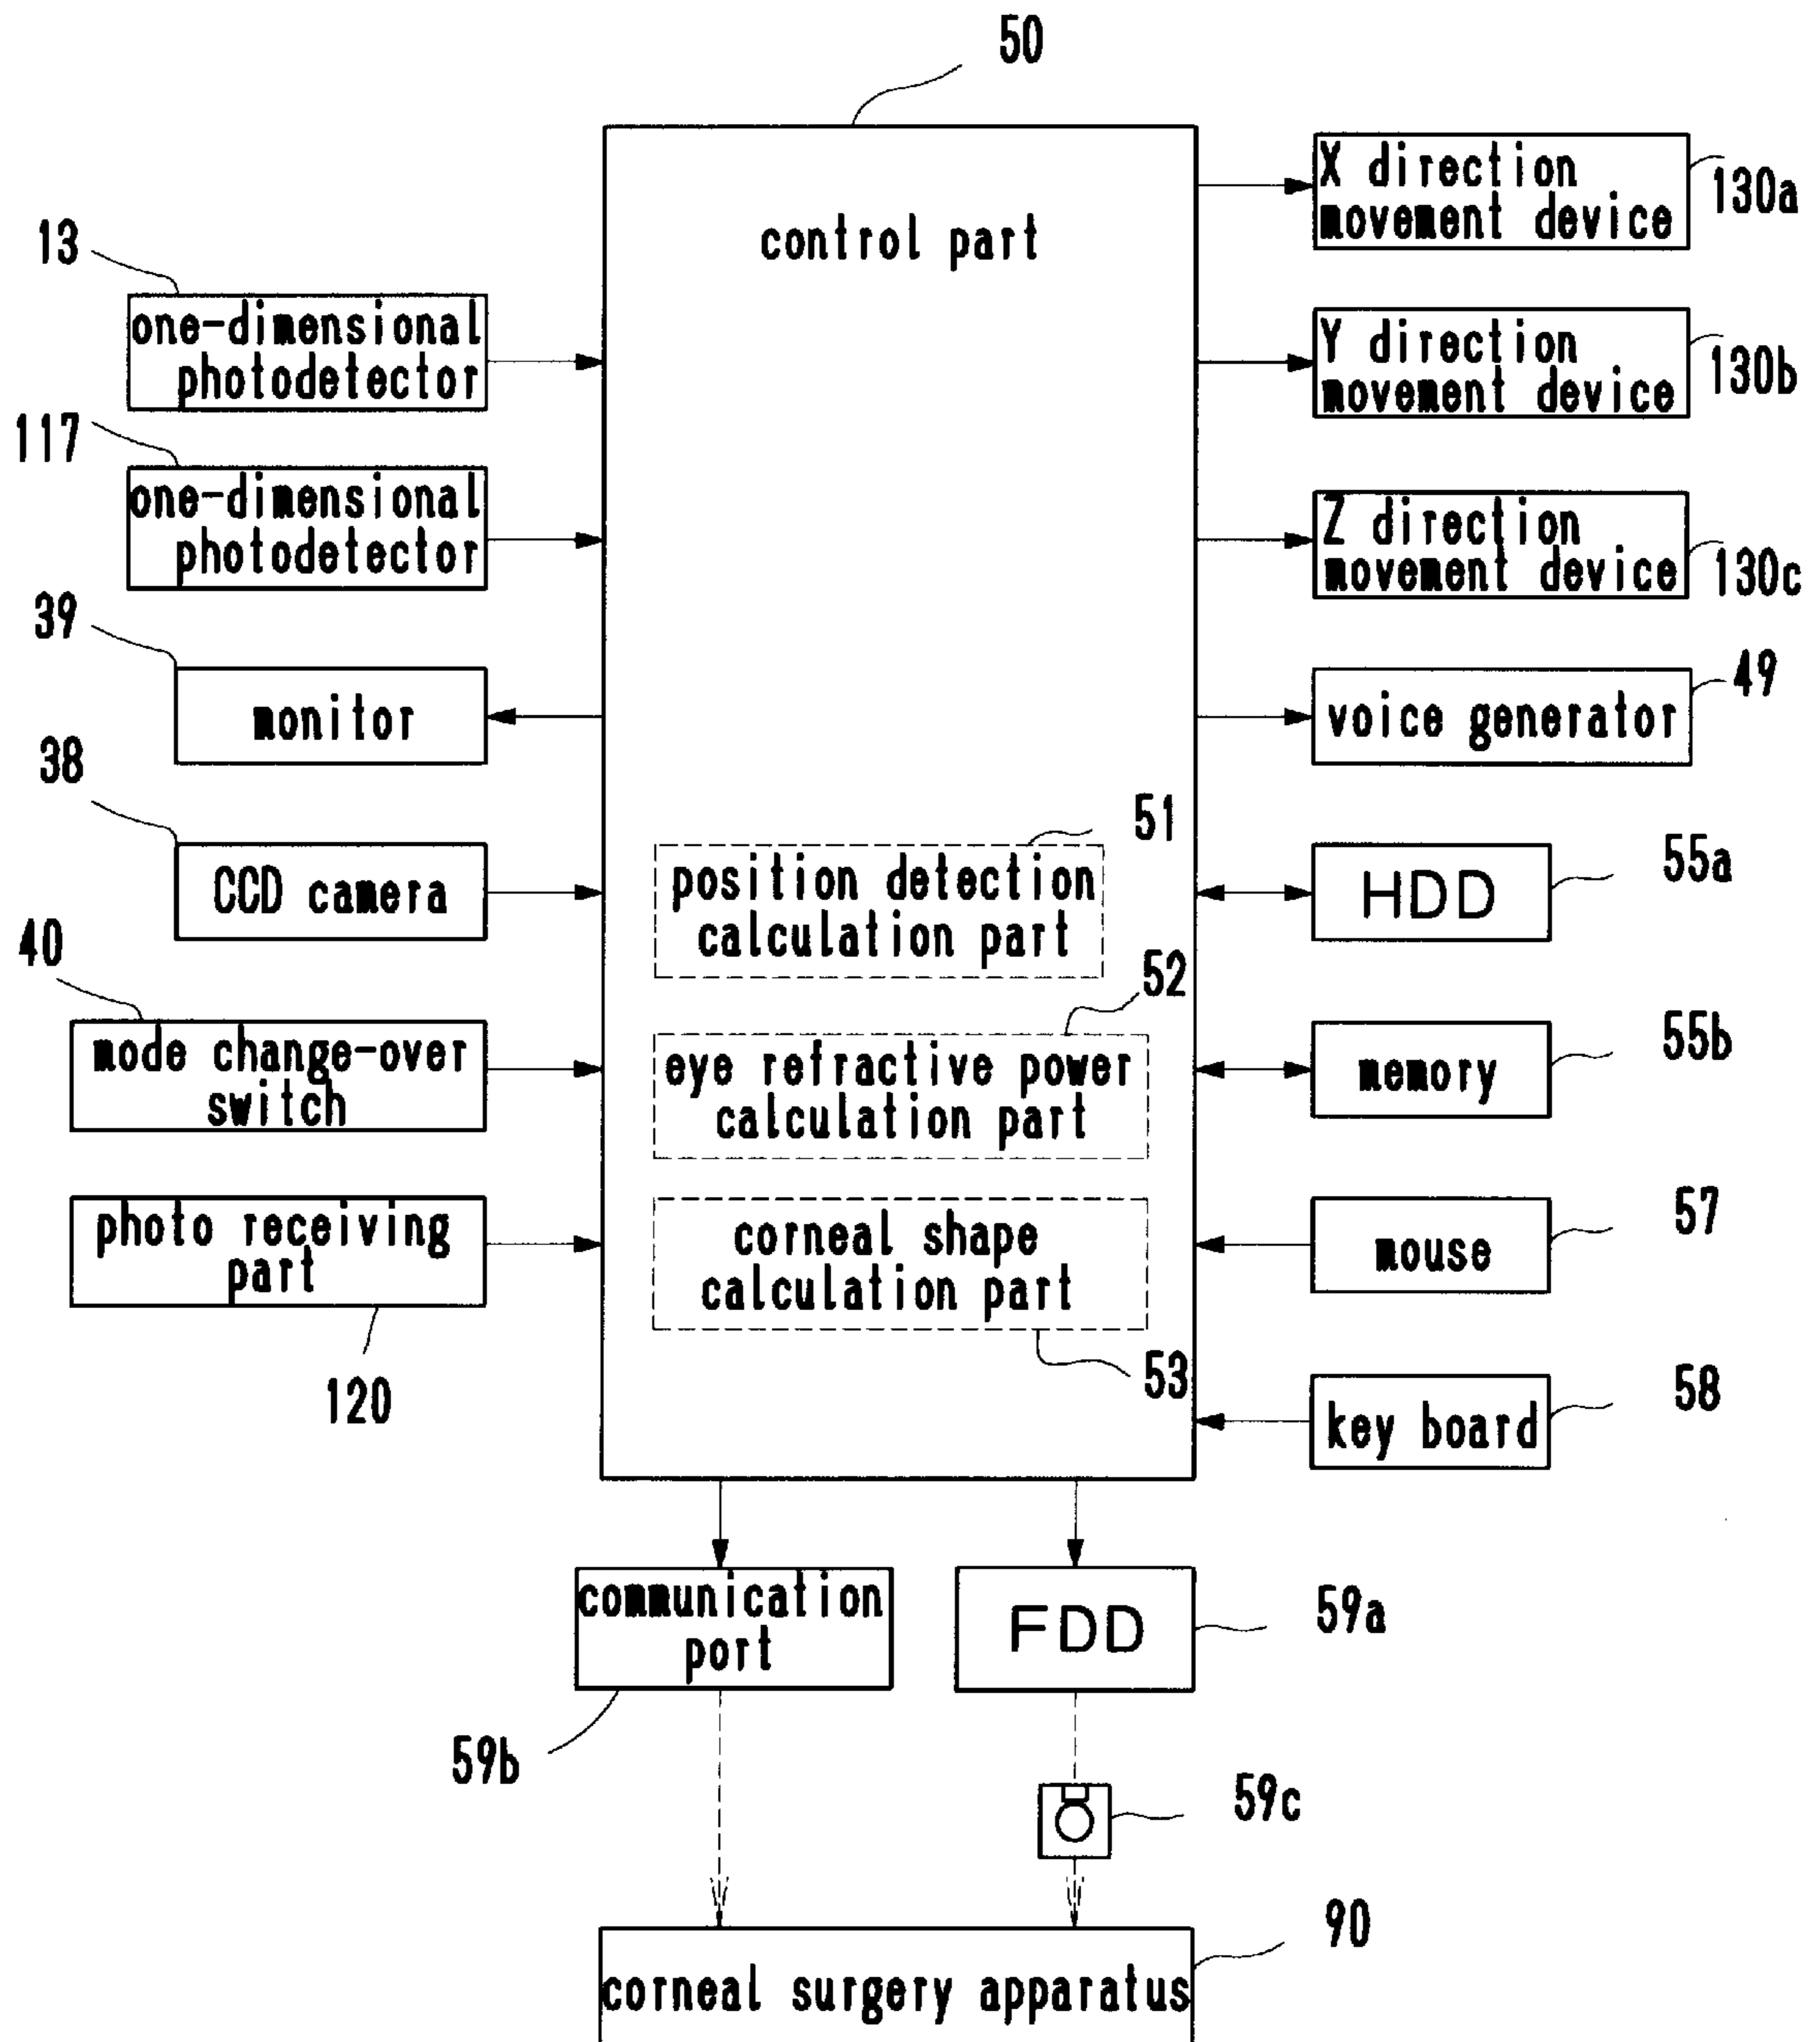 50
control part
X direction
movement device
130a
13
one-dimensional
photodetector
Y direction
movement device
130b
117
one-dimensional
photodetector
Z direction
movement device
130c
39
monitor
49
voice generator
38
CCD camera
51
position detection
calculation part
55a
HDD
40
mode change-over
switch
52
eye refractive power
calculation part
55b
memory
photo receiving
part
120
corneal shape
calculation part
53
57
mouse
58
key board
communication
port
59b
FDD
59a
59c
90
corneal surgery apparatus